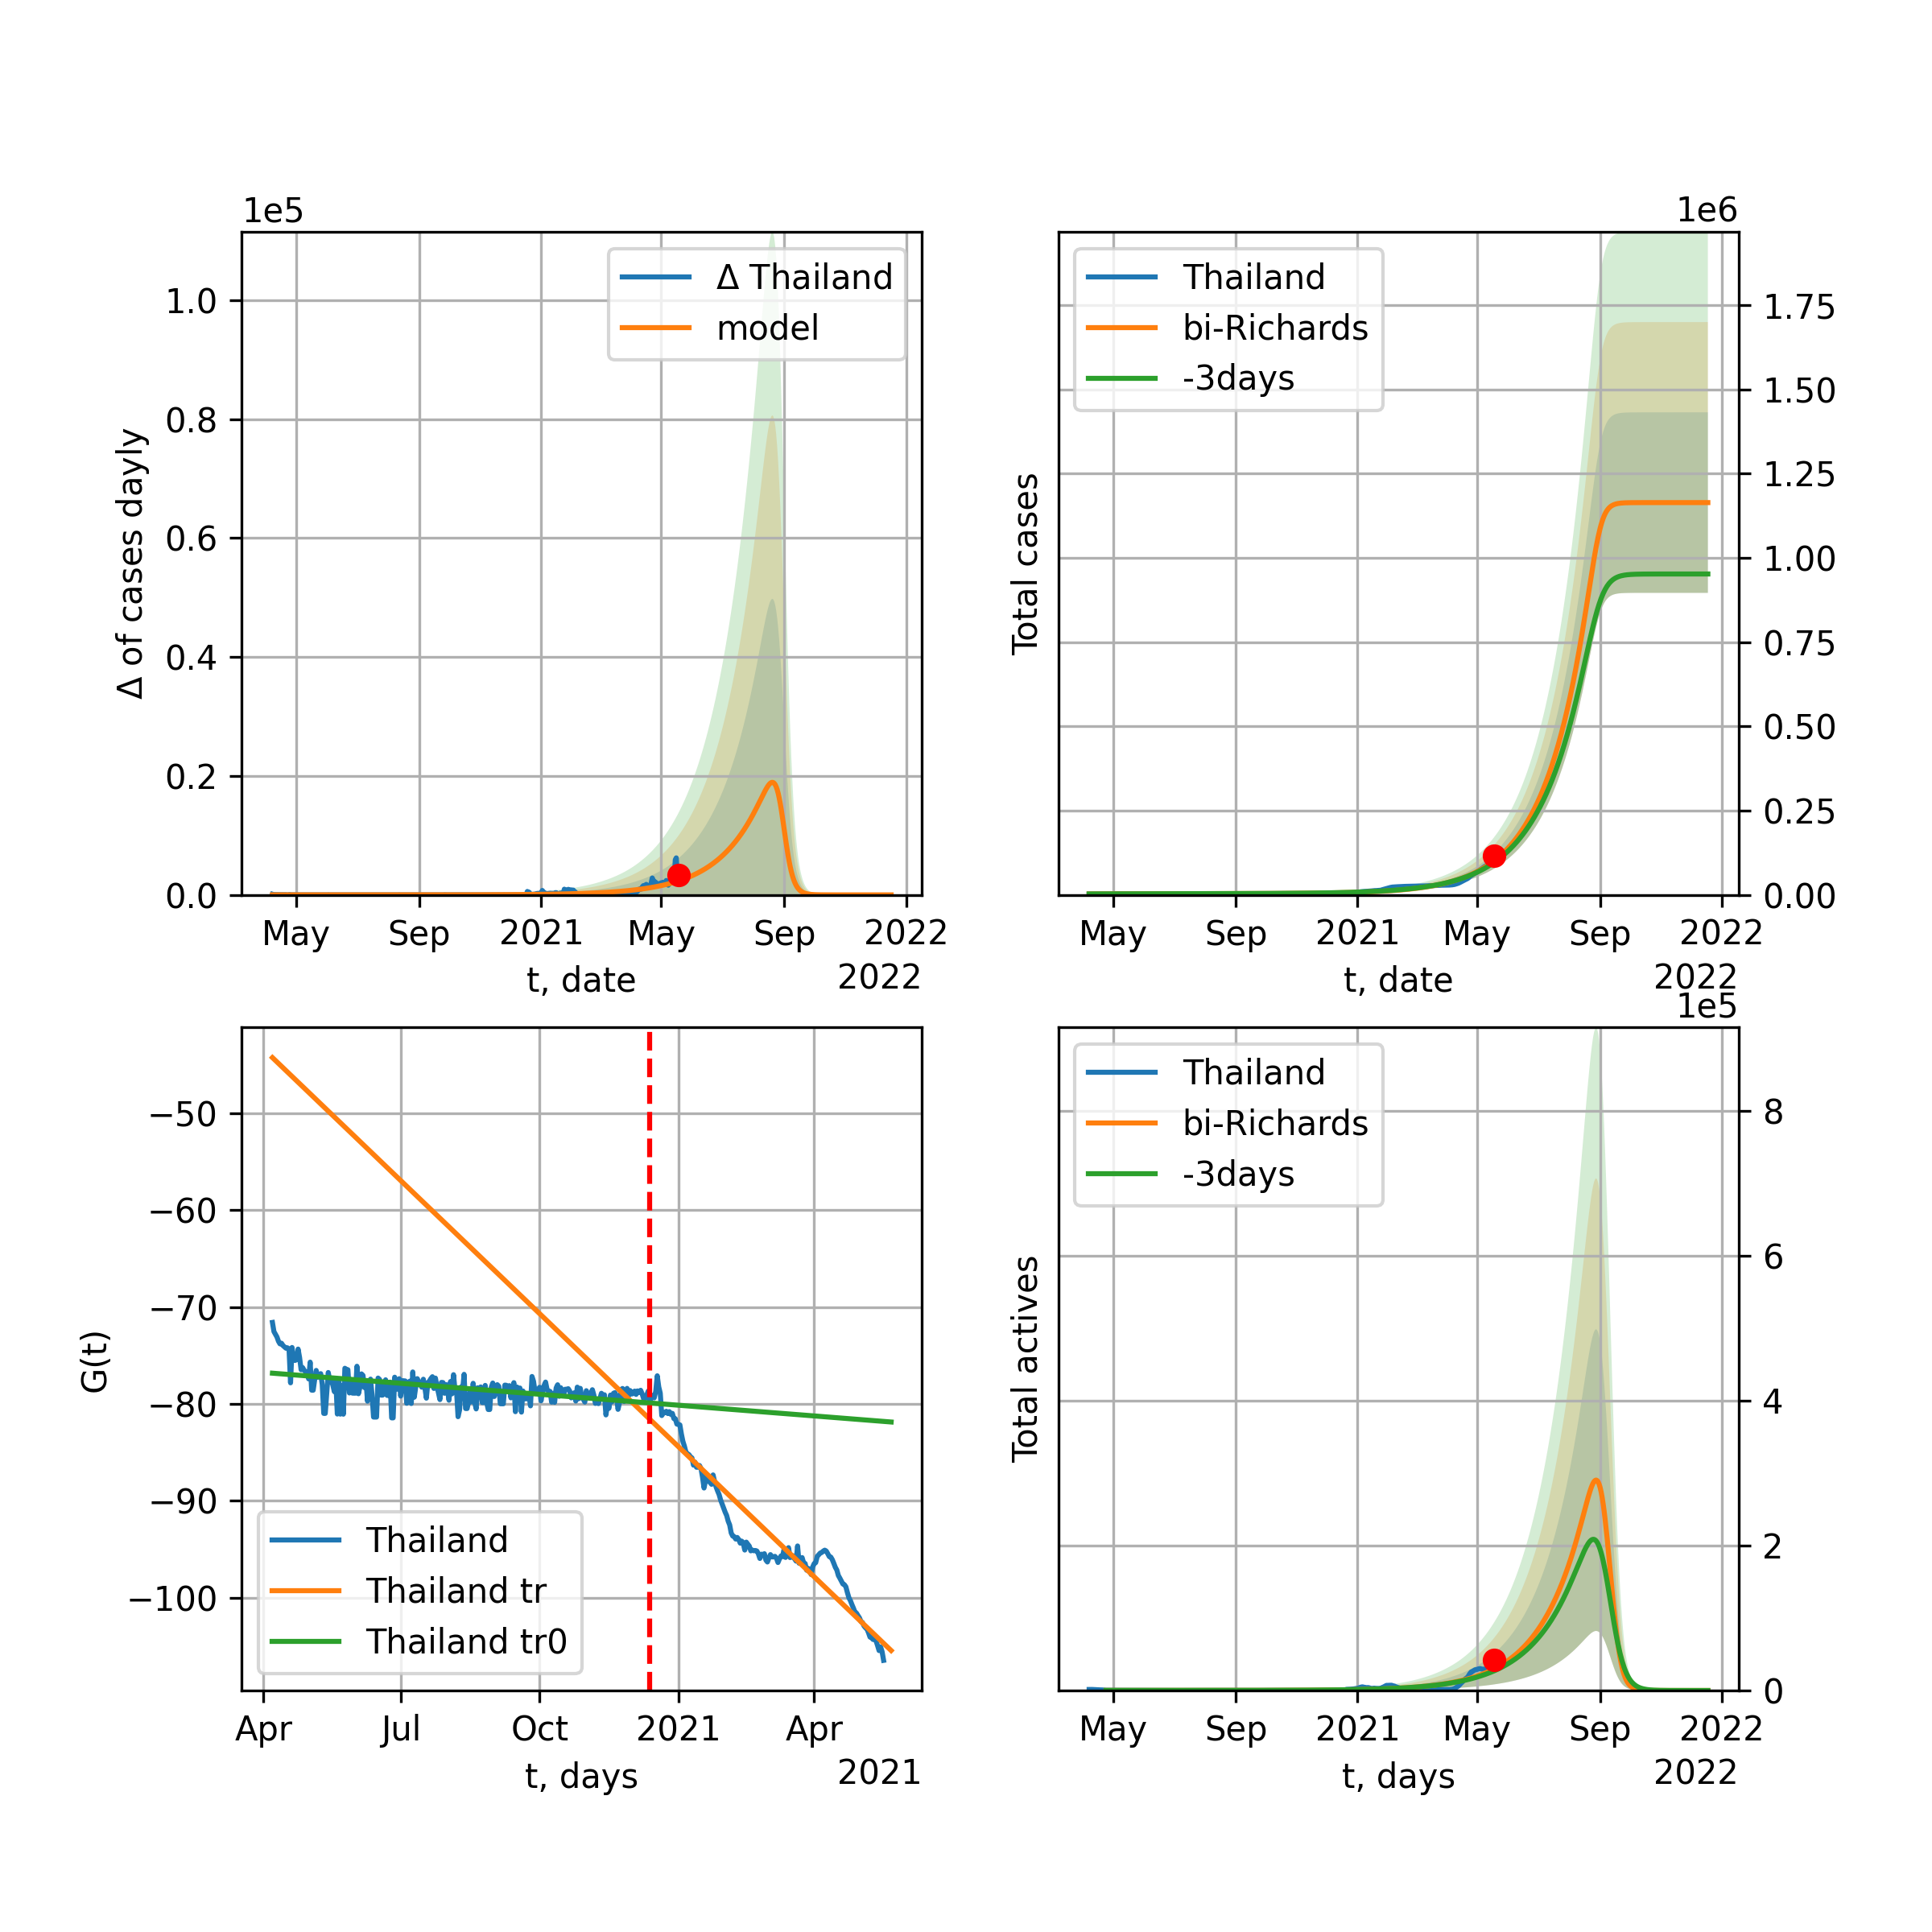 1e5
Δ of cases dayly
1.0
0.8
0.6
0.4
0.2
0.0
Δ Thailand
model
May Sep 2021 May Sep 2022
t, date
2022
1e6
Total cases
Thailand
bi-Richards
-3days
1.75
1.50
1.25
1.00
0.75
0.50
0.25
0.00
May Sep 2021 May Sep 2022
t, date
2022
G(t)
−50
−60
−70
−80
−90
−100
Thailand
Thailand tr
Thailand tr0
Apr Jul Oct 2021 Apr
t, days
2021
1e5
Total actives
Thailand
bi-Richards
-3days
8
6
4
2
0
May Sep 2021 May Sep 2022
t, days
2022